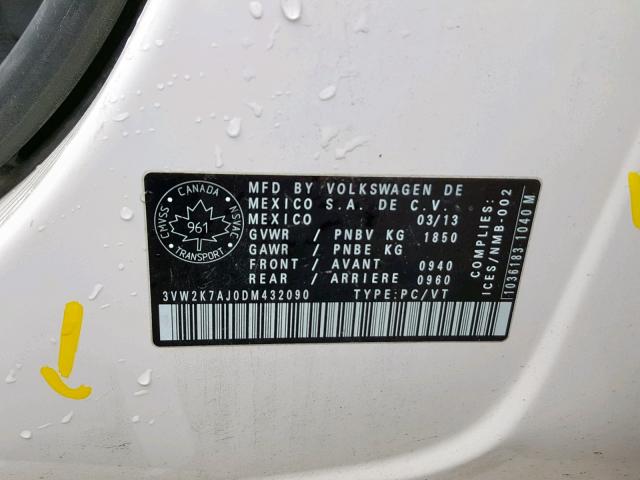 CANADA
CMVSS
NSVAC
961
TRANSPORT
MFD BY VOLKSWAGEN DE
MEXICO S.A. DE C.V.
MEXICO 03/13
GVWR / PNBV KG 1850
GAWR / PNBE KG
FRONT / AVANT 0940
REAR / ARRIERE 0960
3VW2K7AJ0DM432090 TYPE:PC/VT
COMPLIES:
ICES/NMB-002
1036183 1040 M